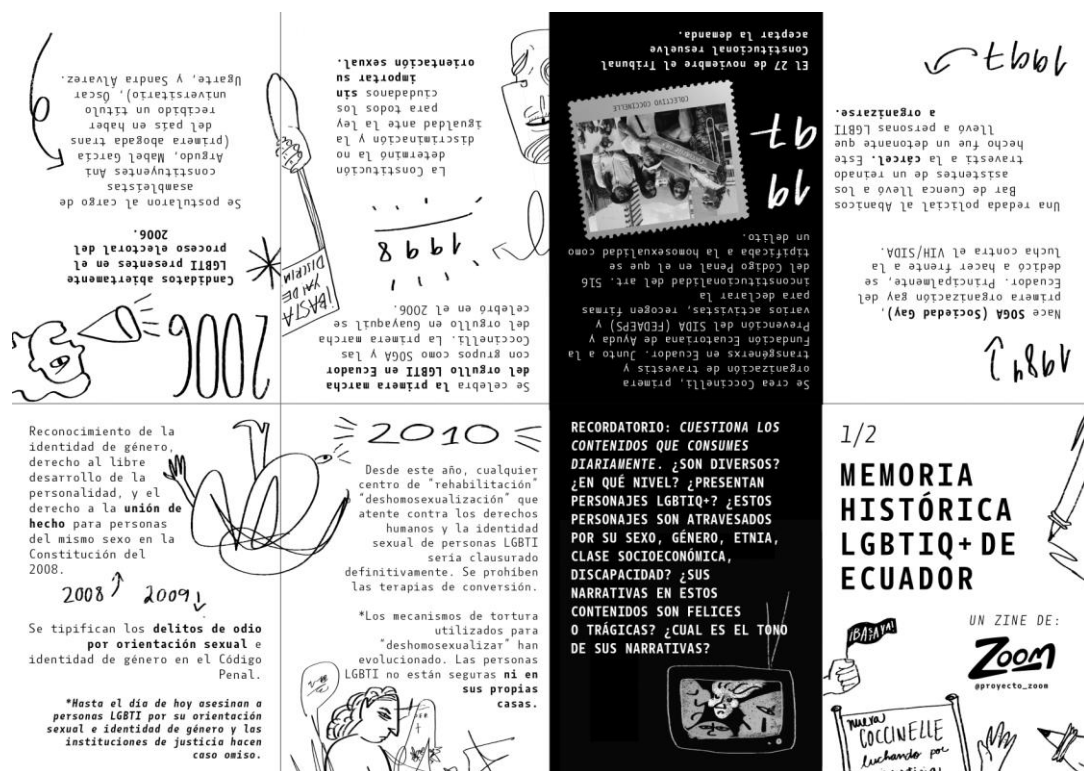 1/2
MEMORIA
HISTÓRICA
LGBTIQ+ DE
ECUADOR
UN ZINE DE:
Zoom
@proyecto_zoom
¡BASTA YA!
nueva
COCCINELLE
luchando por
1984
Nace SOGA (Sociedad Gay),
primera organización gay del
Ecuador. Principalmente, se
dedicó a hacer frente a la
lucha contra el VIH/SIDA.
Una redada policial al Abanicos
Bar de Cuenca llevó a los
asistentes de un reinado
travesti a la cárcel. Este
hecho fue un detonante que
llevó a personas LGBTI
a organizarse.
1997
Se crea Coccinelli, primera
organización de travestis y
transgénerxs en Ecuador. Junto a la
Fundación Ecuatoriana de Ayuda y
Prevención del SIDA (FEDAEPS) y
varios activistas, recogen firmas
para declarar la
inconstitucionalidad del art. 516
del Código Penal en el que se
tipificaba a la homosexualidad como
un delito.
19
97
COLECTIVO COCCINELLE
El 27 de noviembre el Tribunal
Constitucional resuelve
aceptar la demanda.
Se celebra la primera marcha
del orgullo LGBTI en Ecuador
con grupos como SOGA y las
Coccinelli. La primera marcha
del orgullo en Guayaquil se
celebró en el 2006.
¡BASTA
YA! DE
DISCRIM
1998
La Constitución
determinó la no
discriminación y la
igualdad ante la ley
para todos los
ciudadanos sin
importar su
orientación sexual.
2006
Candidatos abiertamente
LGBTI presentes en el
proceso electoral del
2006.
Se postularon al cargo de
asambleistas
constituyentes Ani
Argudo, Mabel García
(primera abogada trans
del país en haber
recibido un título
universitario), Óscar
Ugarte, y Sandra Álvarez.
Reconocimiento de la
identidad de género,
derecho al libre
desarrollo de la
personalidad, y el
derecho a la unión de
hecho para personas
del mismo sexo en la
Constitución del
2008.
2008 2009
Se tipifican los delitos de odio
por orientación sexual e
identidad de género en el Código
Penal.
*Hasta el día de hoy asesinan a
personas LGBTI por su orientación
sexual e identidad de género y las
instituciones de justicia hacen
caso omiso.
2010
Desde este año, cualquier
centro de "rehabilitación"
o "deshomosexualización" que
atente contra los derechos
humanos y la identidad
sexual de personas LGBTI
sería clausurado
definitivamente. Se prohíben
las terapias de conversión.
*Los mecanismos de tortura
utilizados para
"deshomosexualizar" han
evolucionado. Las personas
LGBTI no están seguras ni en
sus propias
casas.
RECORDATORIO: CUESTIONA LOS
CONTENIDOS QUE CONSUMES
DIARIAMENTE. ¿SON DIVERSOS?
¿EN QUÉ NIVEL? ¿PRESENTAN
PERSONAJES LGBTIQ+? ¿ESTOS
PERSONAJES SON ATRAVESADOS
POR SU SEXO, GÉNERO, ETNIA,
CLASE SOCIOECONÓMICA,
DISCAPACIDAD? ¿SUS
NARRATIVAS EN ESTOS
CONTENIDOS SON FELICES
O TRÁGICAS? ¿CUAL ES EL TONO
DE SUS NARRATIVAS?